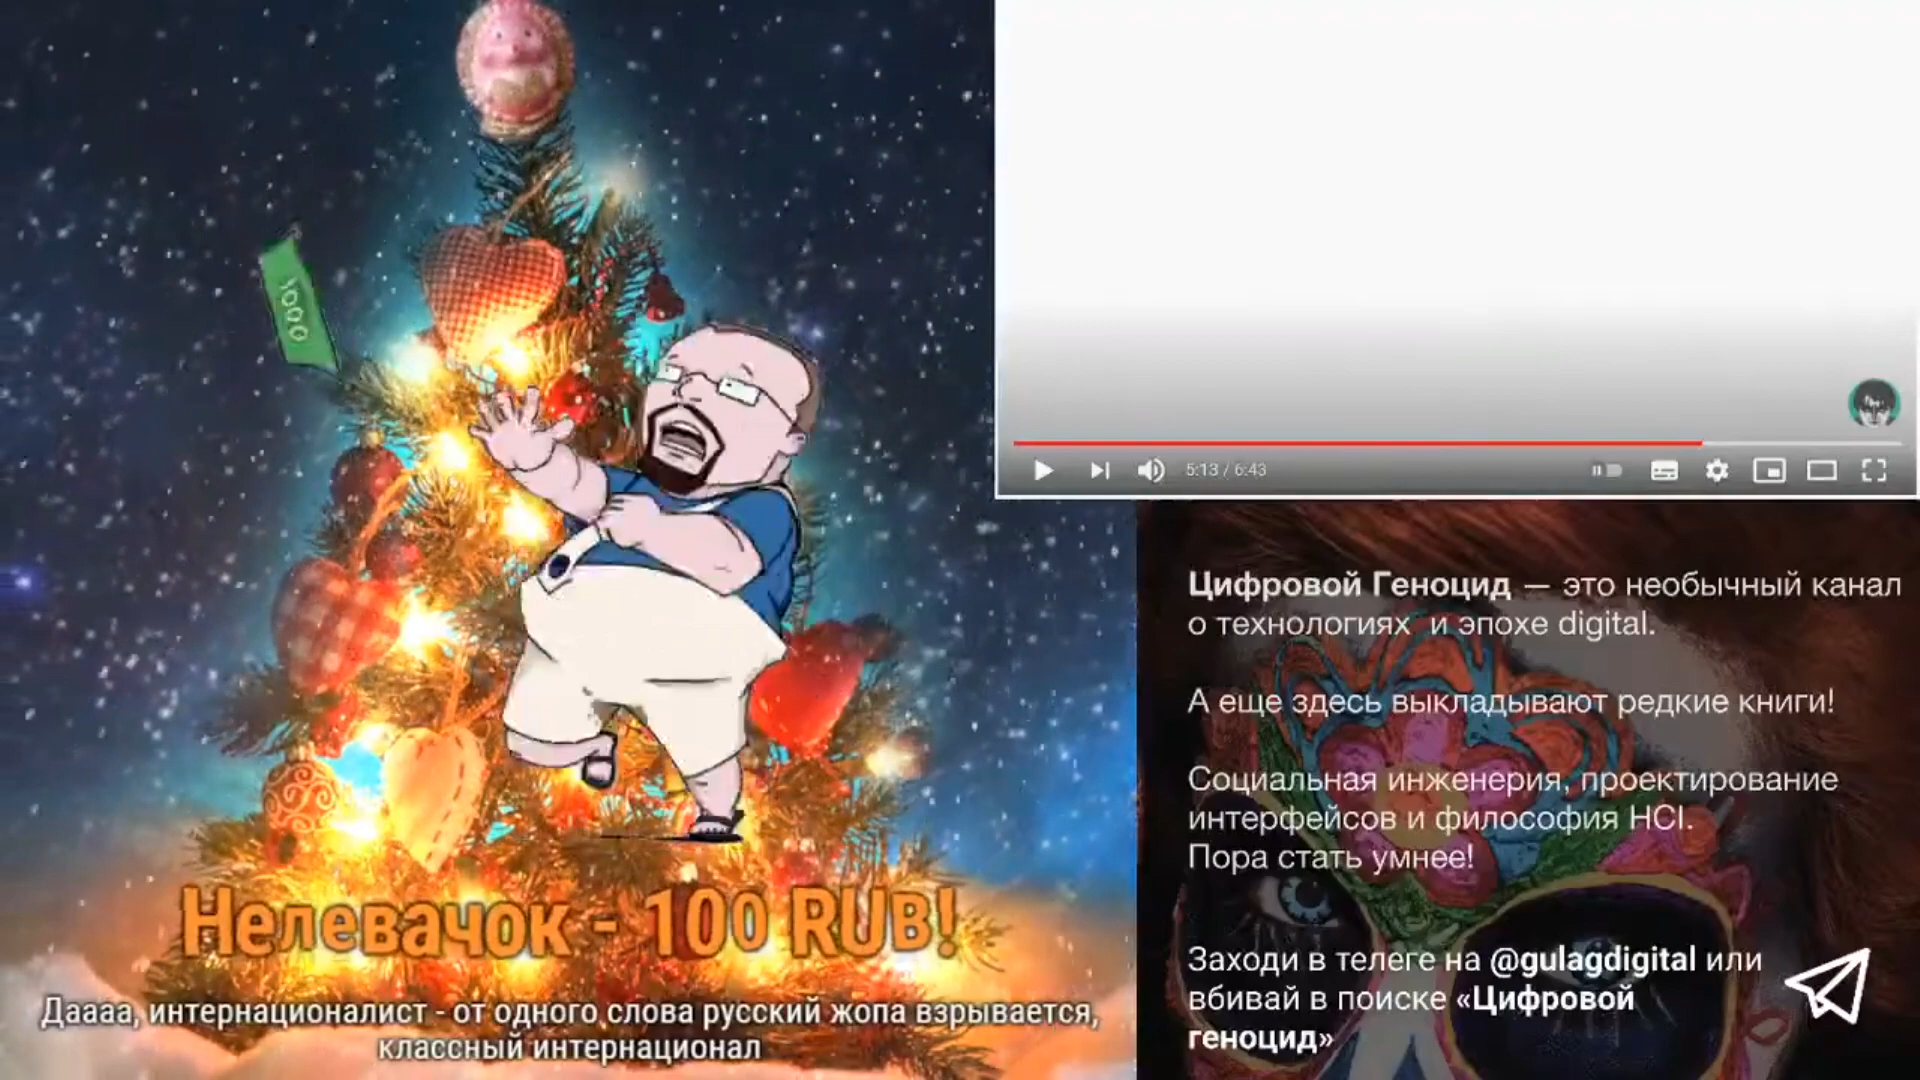 5:13 / 6:43
Цифровой Геноцид — это необычный канал
о технологиях и эпохе digital.
А еще здесь выкладывают редкие книги!
Социальная инженерия, проектирование
интерфейсов и философия HCI.
Пора стать умнее!
Заходи в телеге на @gulagdigital или
вбивай в поиске «Цифровой
геноцид»
Нелевачок - 100 RUB!
Даааа, интернационалист - от одного слова русский жопа взрывается,
классный интернационал